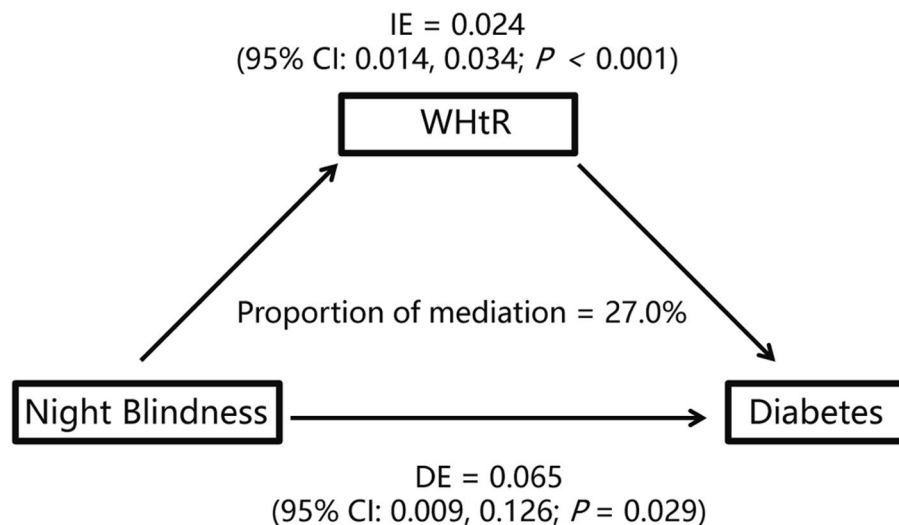 IE = 0.024
(95% CI: 0.014, 0.034; P < 0.001)
WHtR
Proportion of mediation = 27.0%
Night Blindness
Diabetes
DE = 0.065
(95% CI: 0.009, 0.126; P = 0.029)